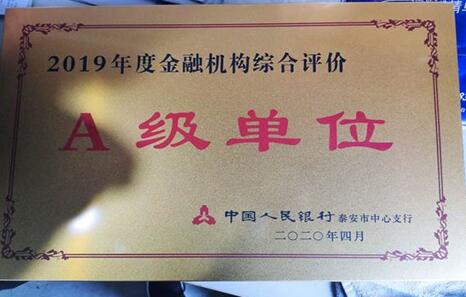 2019年度金融机构综合评价
A级单位
中国人民银行泰安市中心支行
二〇二〇年四月